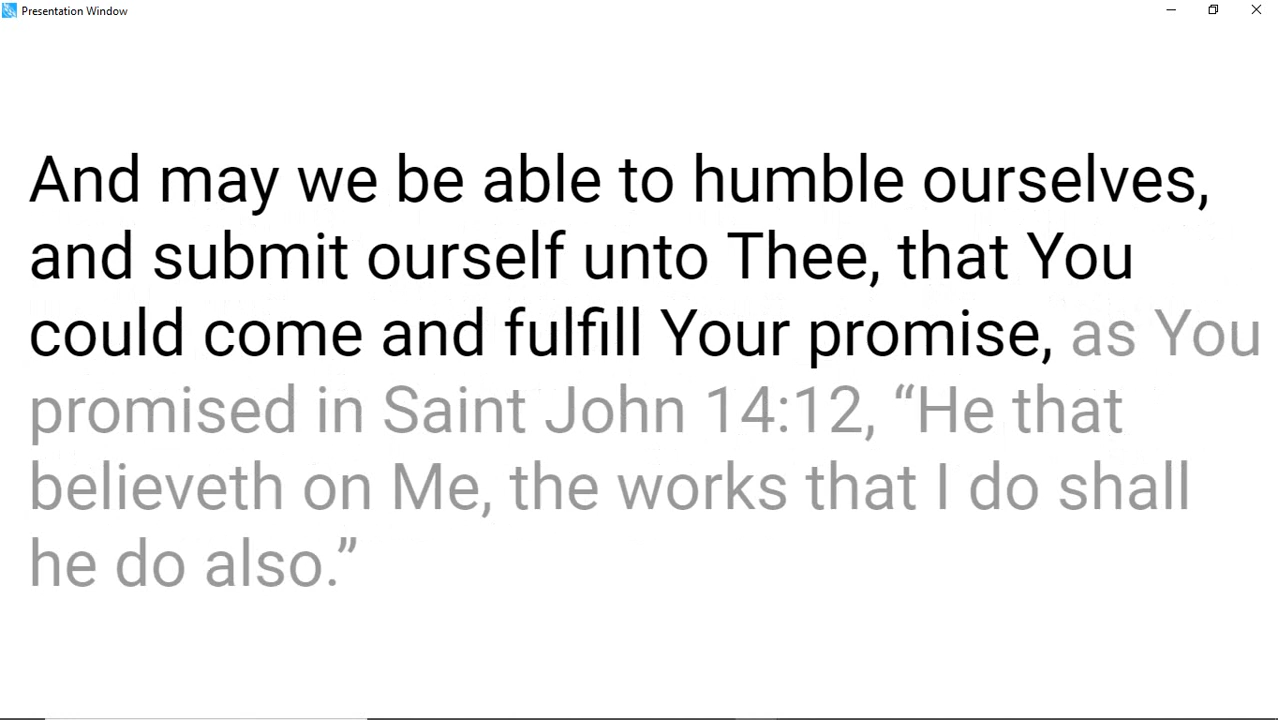 Presentation Window
And may we be able to humble ourselves,
and submit ourself unto Thee, that You
could come and fulfill Your promise, as You
promised in Saint John 14:12, “He that
believeth on Me, the works that I do shall
he do also.”